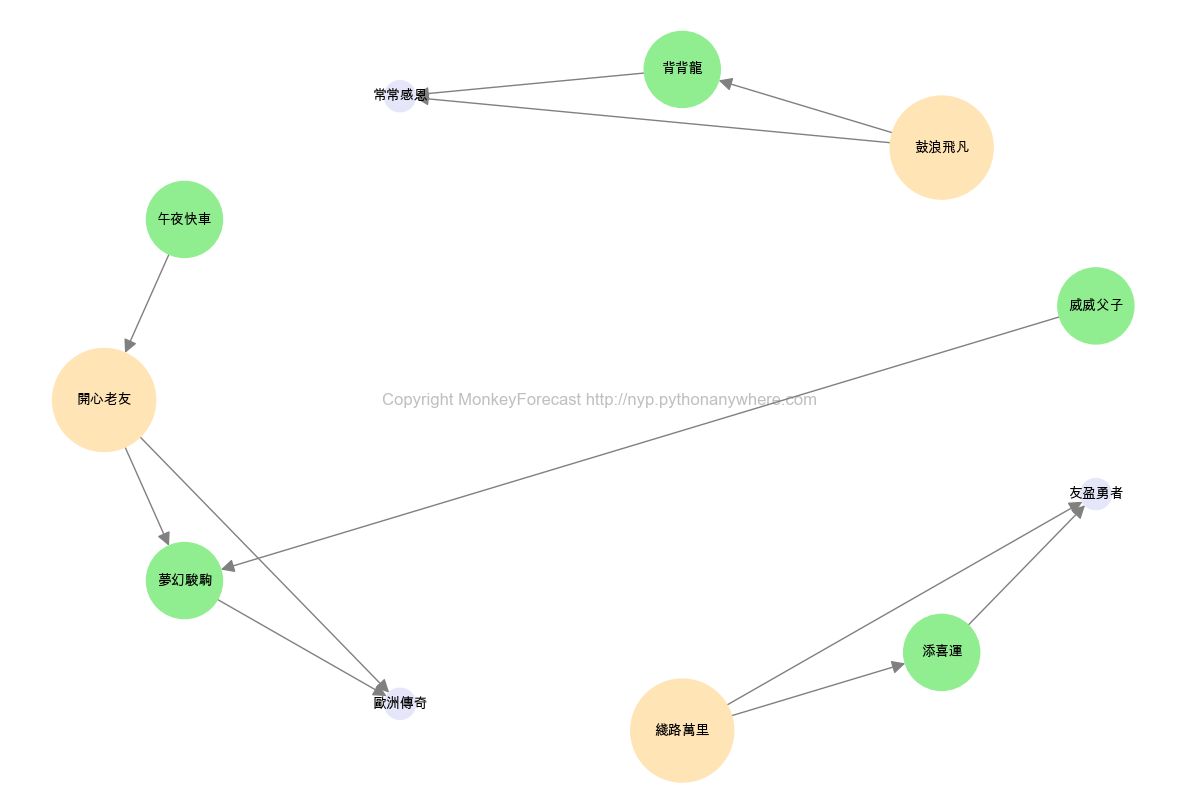 背背龍
常常感恩
鼓浪飛凡
午夜快車
威威父子
開心老友
Copyright MonkeyForecast http://nyp.pythonanywhere.com
友盈勇者
夢幻駿駒
添喜運
歐洲傳奇
綫路萬里